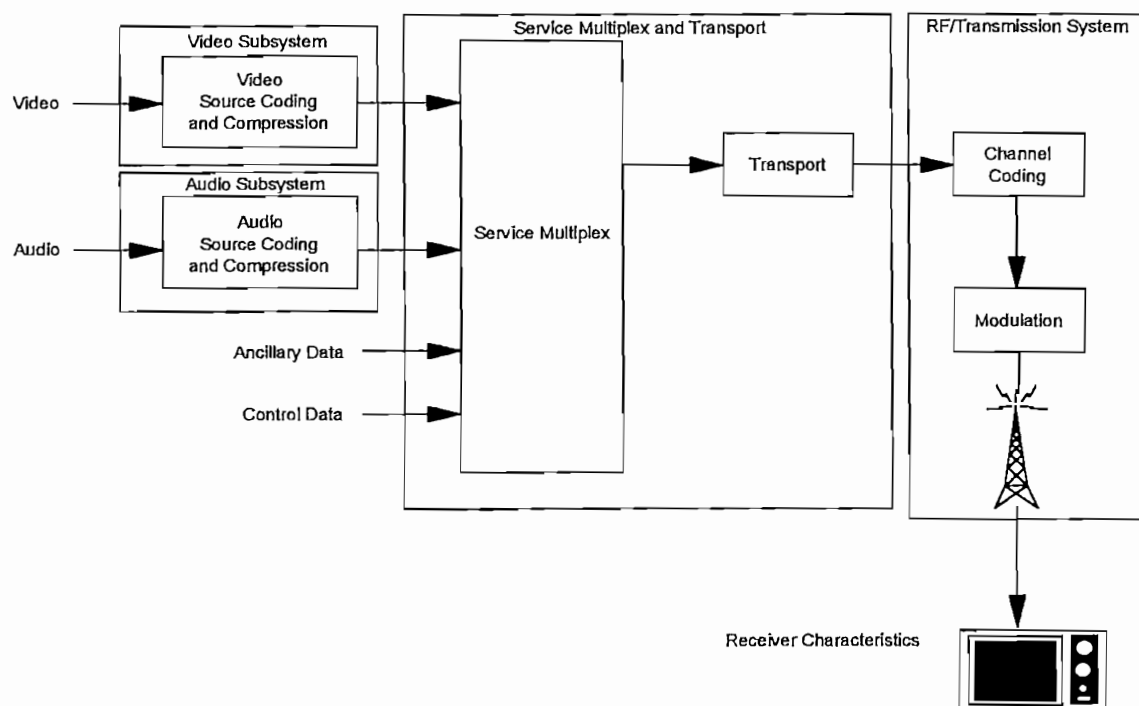 Video Subsystem
Service Multiplex and Transport
RF/Transmission System
Video
Video
Source Coding
and Compression
Audio Subsystem
Audio
Audio
Source Coding
and Compression
Service Multiplex
Transport
Channel
Coding
Modulation
Ancillary Data
Control Data
Receiver Characteristics